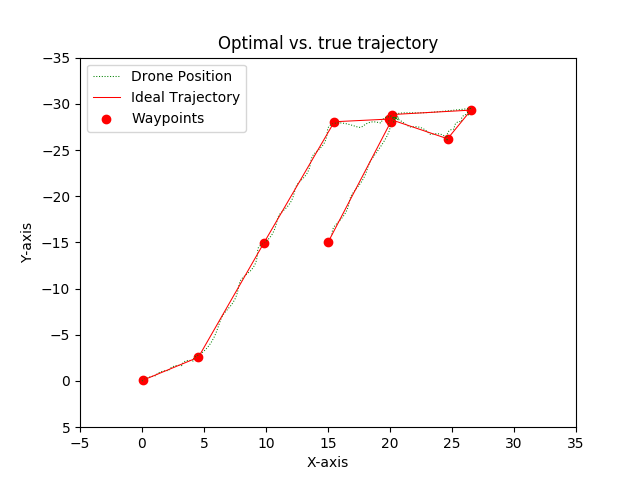 Optimal vs. true trajectory
Drone Position
Ideal Trajectory
Waypoints
−35
−30
−25
−20
−15
−10
−5
0
5
Y-axis
−5 0 5 10 15 20 25 30 35
X-axis